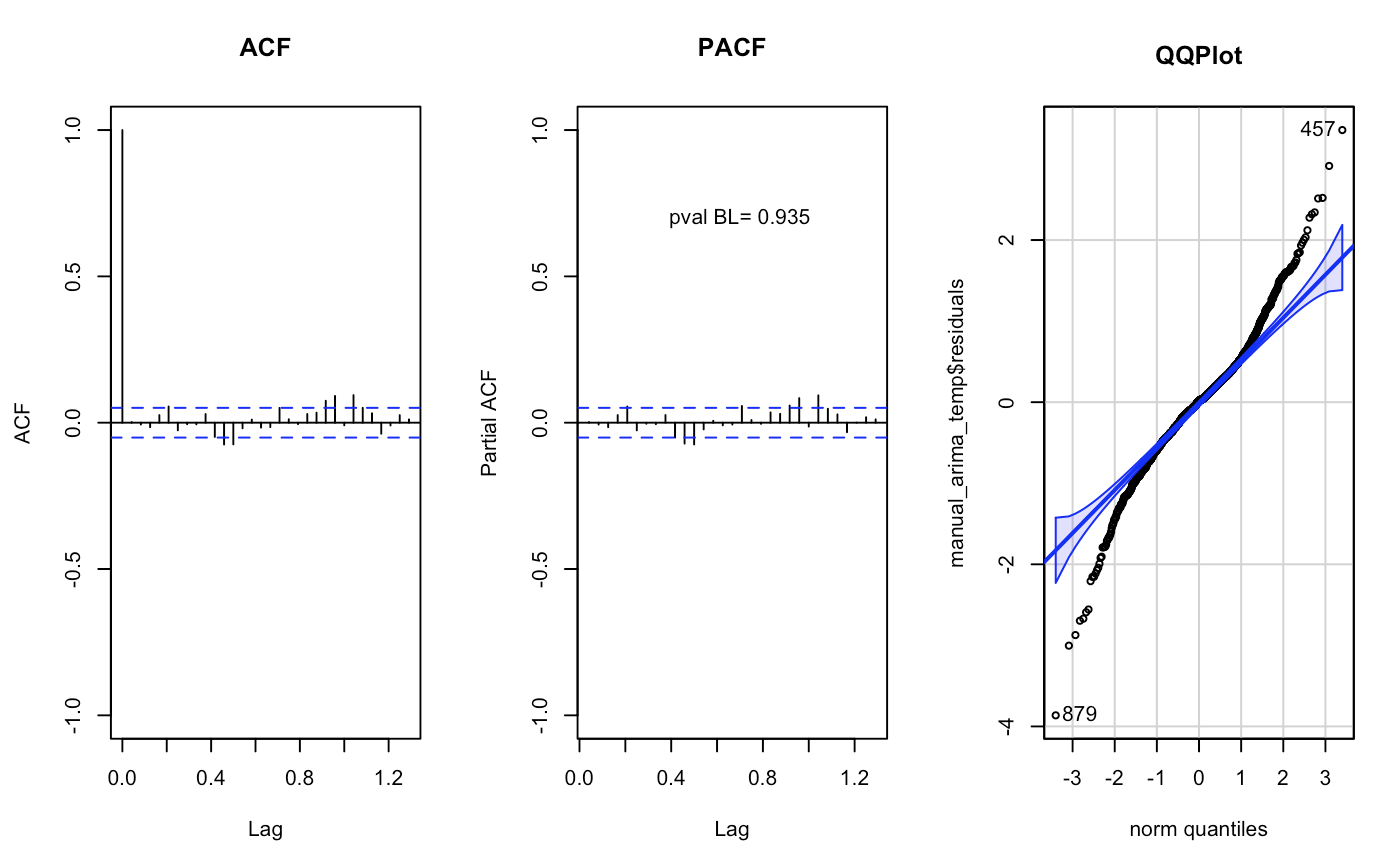 ACF
1.0
0.5
0.0
-0.5
-1.0
ACF
0.0 0.4 0.8 1.2
Lag
PACF
1.0
0.5
0.0
-0.5
-1.0
Partial ACF
pval BL= 0.935
0.0 0.4 0.8 1.2
Lag
QQPlot
2
0
-2
-4
manual_arima_temp$residuals
457
879
-3 -2 -1 0 1 2 3
norm quantiles